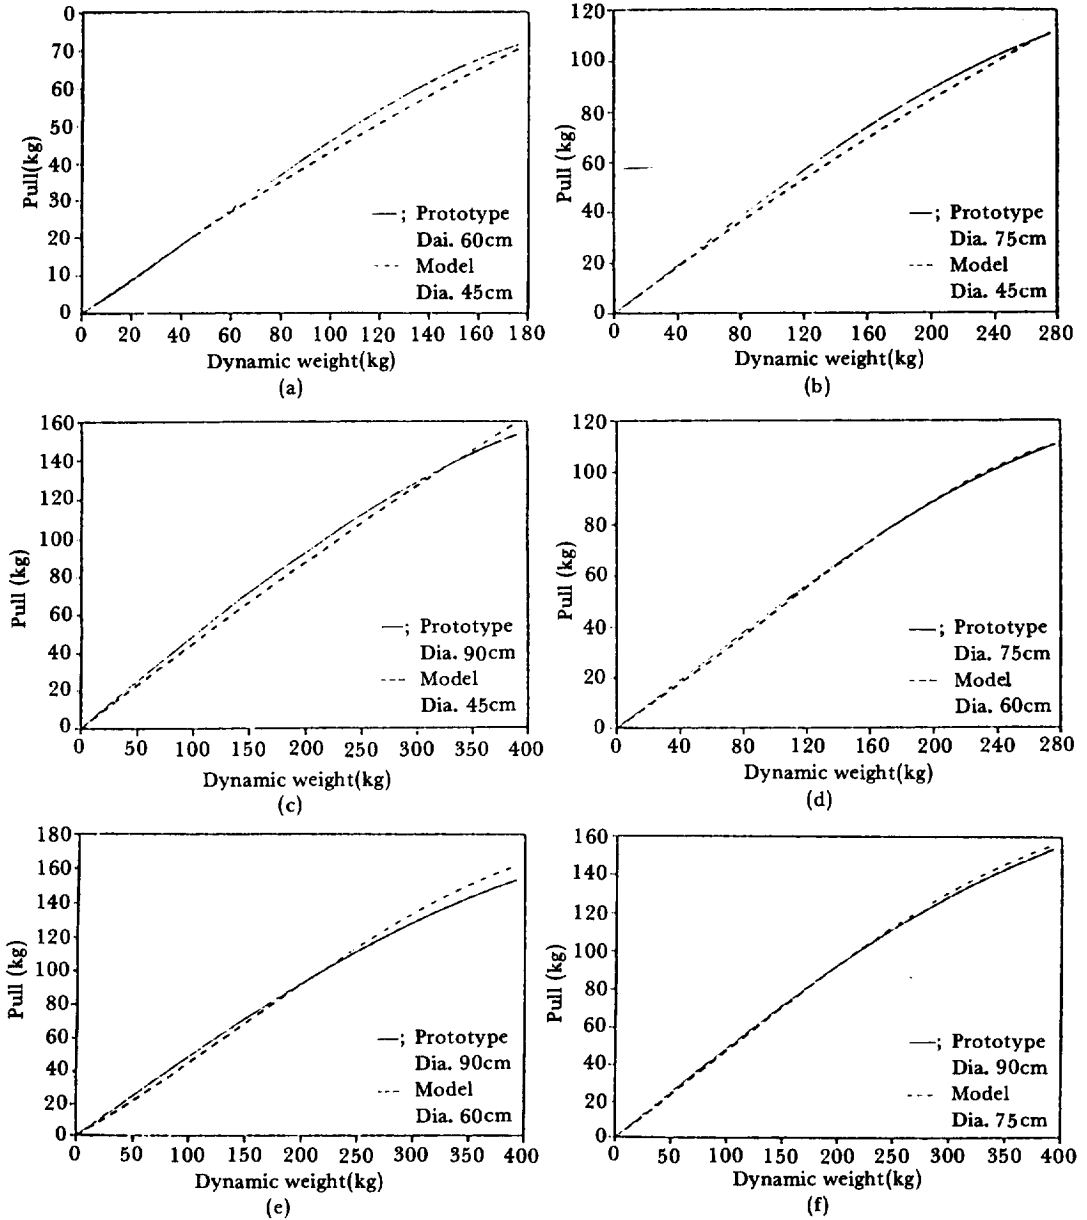 0
70
60
0
40
30
20
10
0
Pull(kg)
—; Prototype
Dai. 60cm
---- Model
Dia. 45cm
0 20 40 60 80 100 120 140 160 180
Dynamic weight(kg)
(a)
120
100
80
60
40
20
0
Pull (kg)
—; Prototype
Dia. 75cm
---- Model
Dia. 45cm
0 40 80 120 160 200 240 280
Dynamic weight(kg)
(b)
160
140
120
100
80
60
40
20
0
Pull (kg)
—; Prototype
Dia. 90cm
---- Model
Dia. 45cm
0 50 100 150 200 250 300 350 400
Dynamic weight(kg)
(c)
120
100
80
60
40
20
0
Pull (kg)
—; Prototype
Dia. 75cm
---- Model
Dia. 60cm
0 40 80 120 160 200 240 280
Dynamic weight(kg)
(d)
180
160
140
120
100
80
60
40
20
0
Pull (kg)
—; Prototype
Dia. 90cm
---- Model
Dia. 60cm
0 50 100 150 200 250 300 350 400
Dynamic weight(kg)
(e)
160
140
120
100
80
60
40
20
0
Pull (kg)
—; Prototype
Dia. 90cm
---- Model
Dia. 75cm
0 50 100 150 200 250 300 350 400
Dynamic weight(kg)
(f)